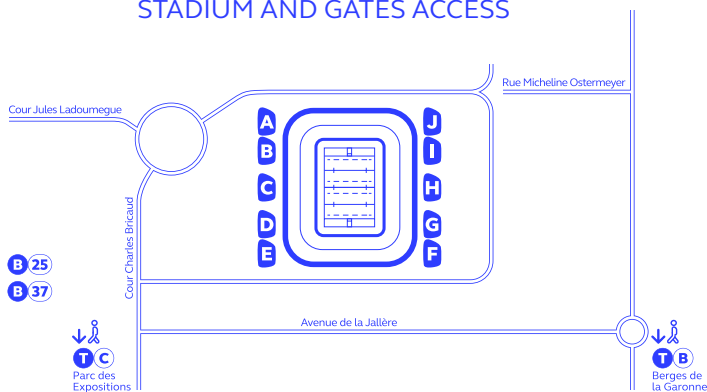 STADIUM AND GATES ACCESS
Rue Micheline Ostermeyer
Cour Jules Ladoumegue
A
J
B
I
C
H
D
G
E
F
Cour Charles Bricaud
B 25
B 37
Avenue de la Jallère
T C
Parc des
Expositions
T B
Berges de
la Garonne